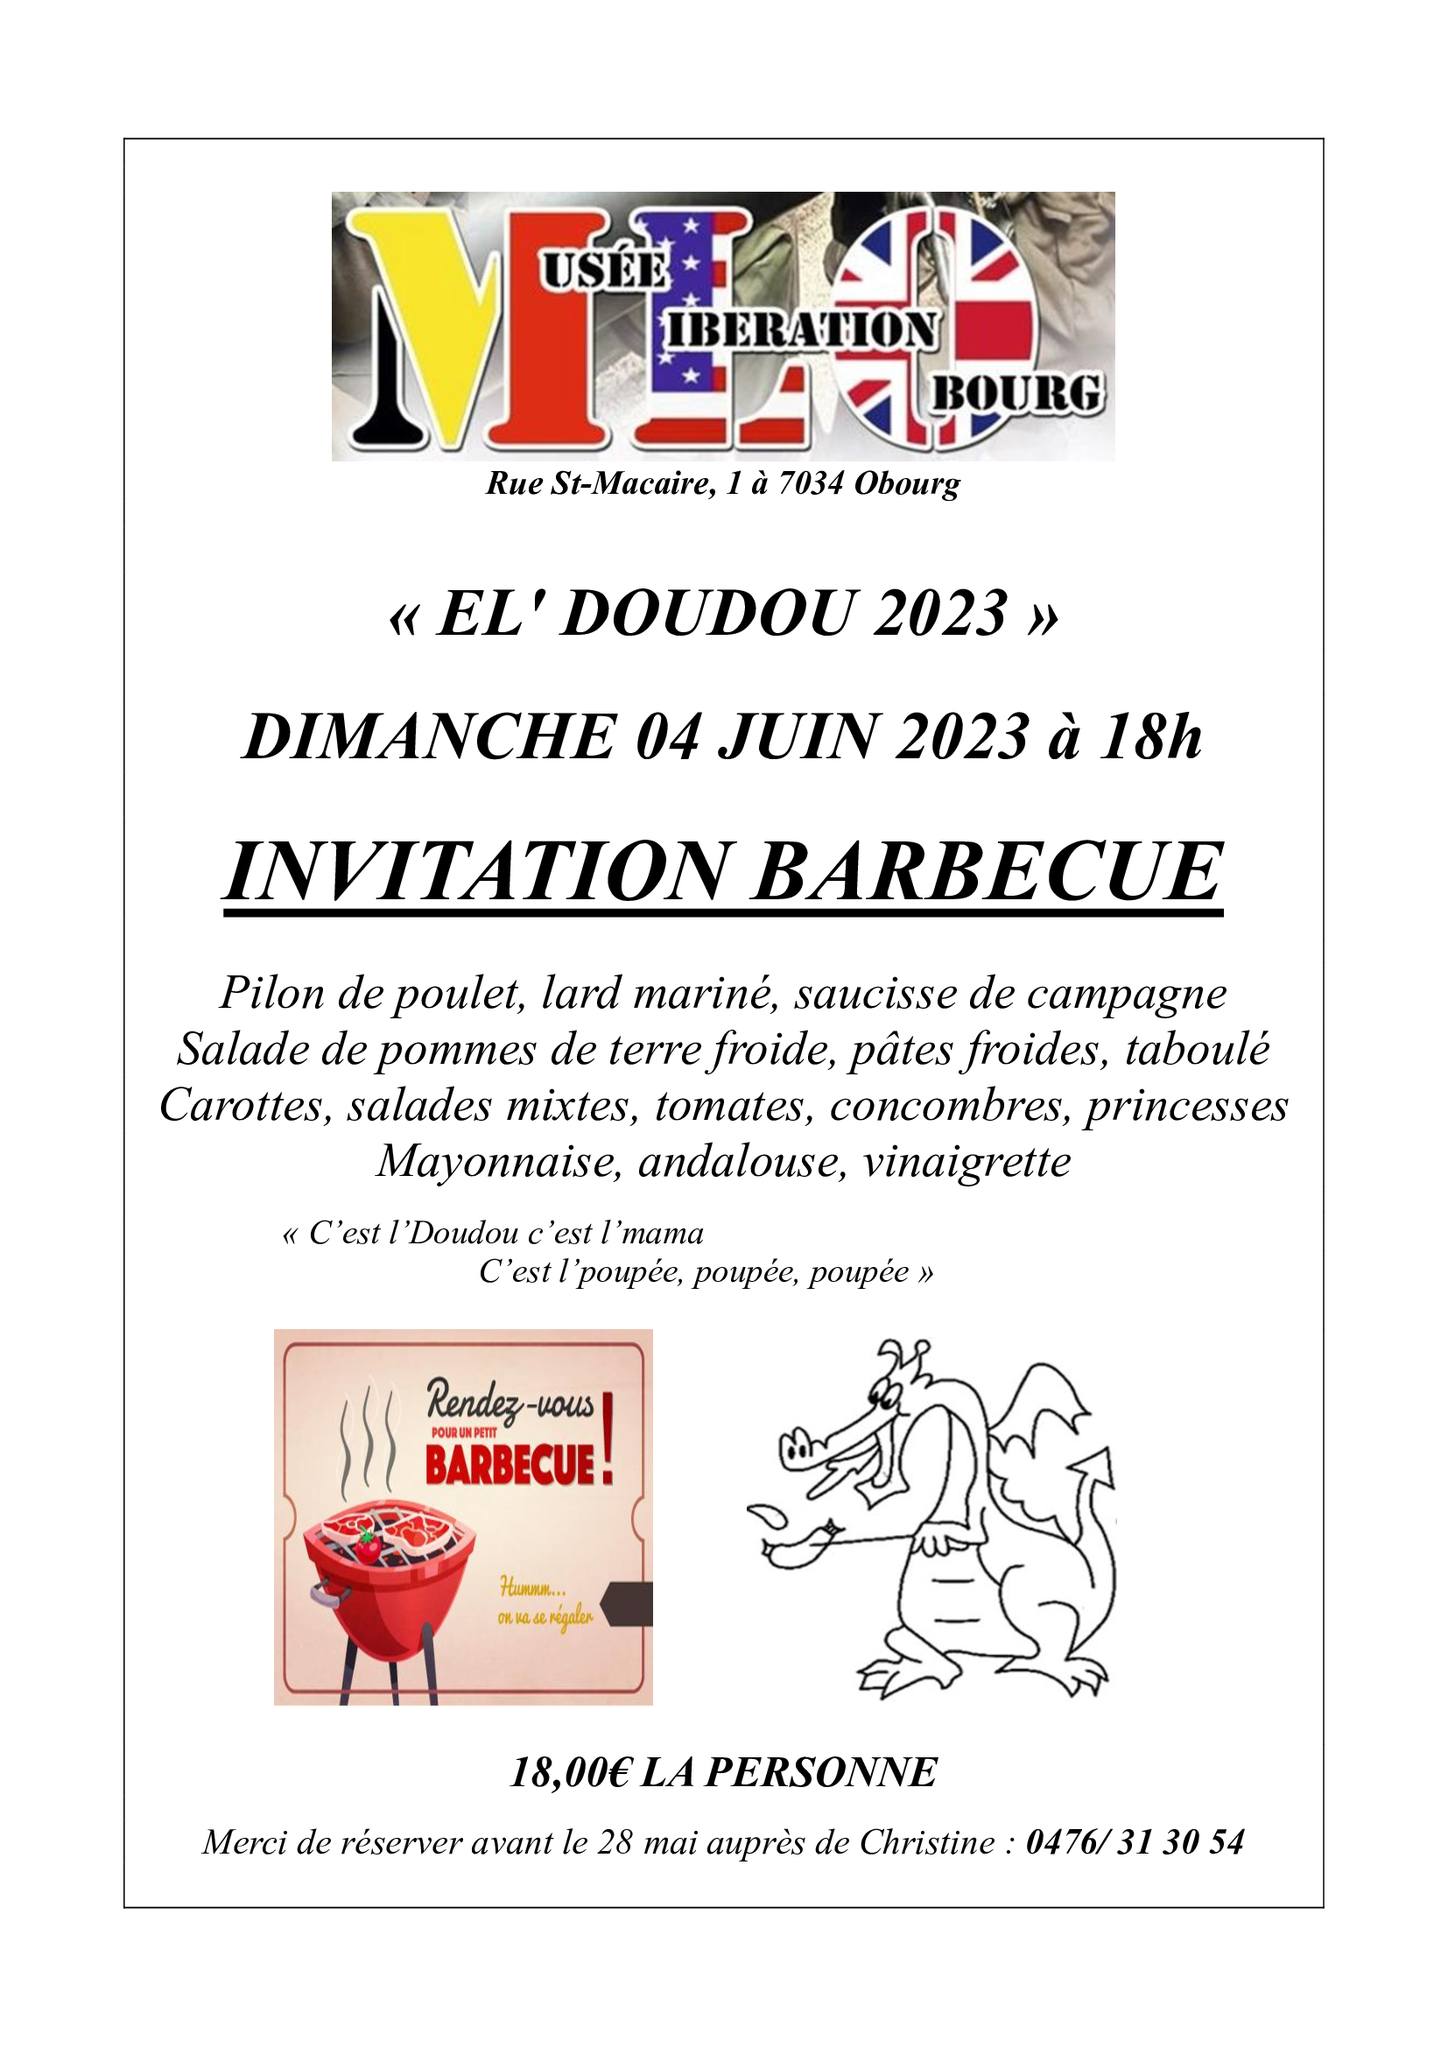 MUSÉE
LIBERATION
OBOURG
Rue St-Macaire, 1 à 7034 Obourg
« EL' DOUDOU 2023 »
DIMANCHE 04 JUIN 2023 à 18h
INVITATION BARBECUE
Pilon de poulet, lard mariné, saucisse de campagne
Salade de pommes de terre froide, pâtes froides, taboulé
Carottes, salades mixtes, tomates, concombres, princesses
Mayonnaise, andalouse, vinaigrette
« C’est l’Doudou c’est l’mama
C’est l’poupée, poupée, poupée »
Rendez-vous
POUR UN PETIT
BARBECUE !
Hummm...
on va se régaler
18,00€ LA PERSONNE
Merci de réserver avant le 28 mai auprès de Christine : 0476/ 31 30 54